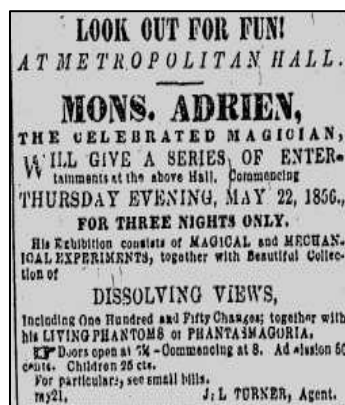 LOOK OUT FOR FUN!
AT METROPOLITAN HALL.
MONS. ADRIEN,
THE CELEBRATED MAGICIAN,
WILL GIVE A SERIES OF ENTER-
tainments at the above Hall, Commencing
THURSDAY EVENING, MAY 22, 1856.,
FOR THREE NIGHTS ONLY.
His Exhibition consists of MAGICAL and MECHAN-
ICAL EXPERIMENTS, together with Beautiful Collec-
tion of
DISSOLVING VIEWS,
Including One Hundred and Fifty Changes; together with
his LIVING PHANTOMS or PHANTASMAGORIA.
☞ Doors open at 7½ - Commencing at 8. Admission 50
cents. Children 25 cts.
For particulars, see small bills.
may21, J. L TURNER, Agent.